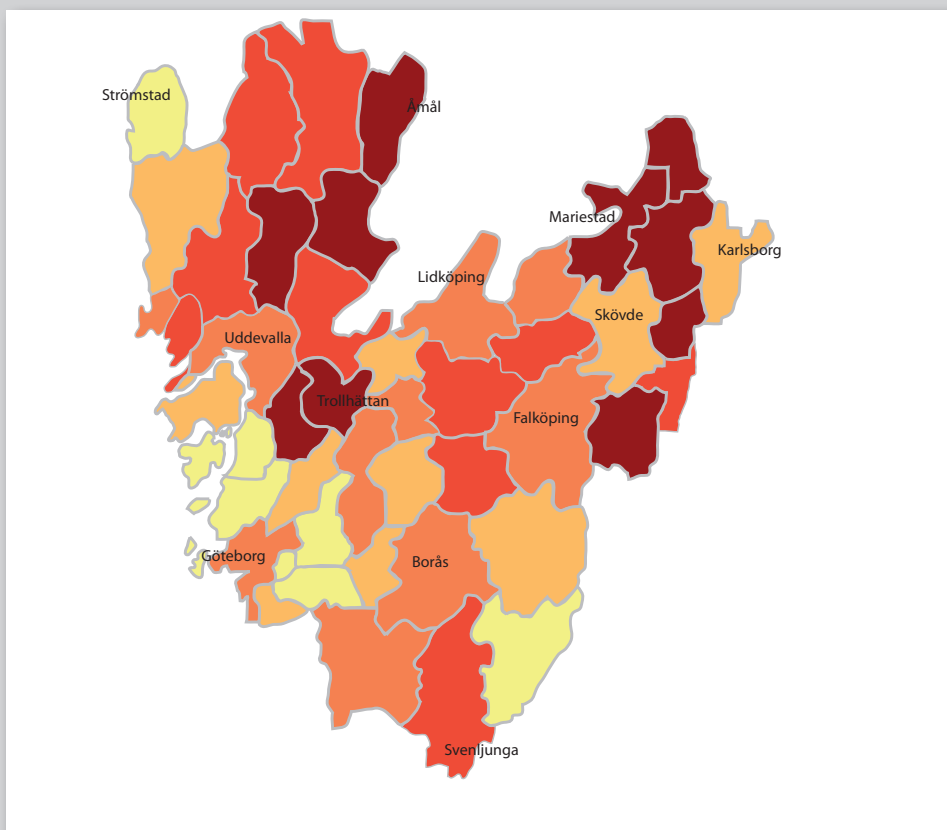 Strömstad
Åmål
Mariestad
Karlsborg
Lidköping
Skövde
Uddevalla
Trollhättan
Falköping
Göteborg
Borås
Svenljunga